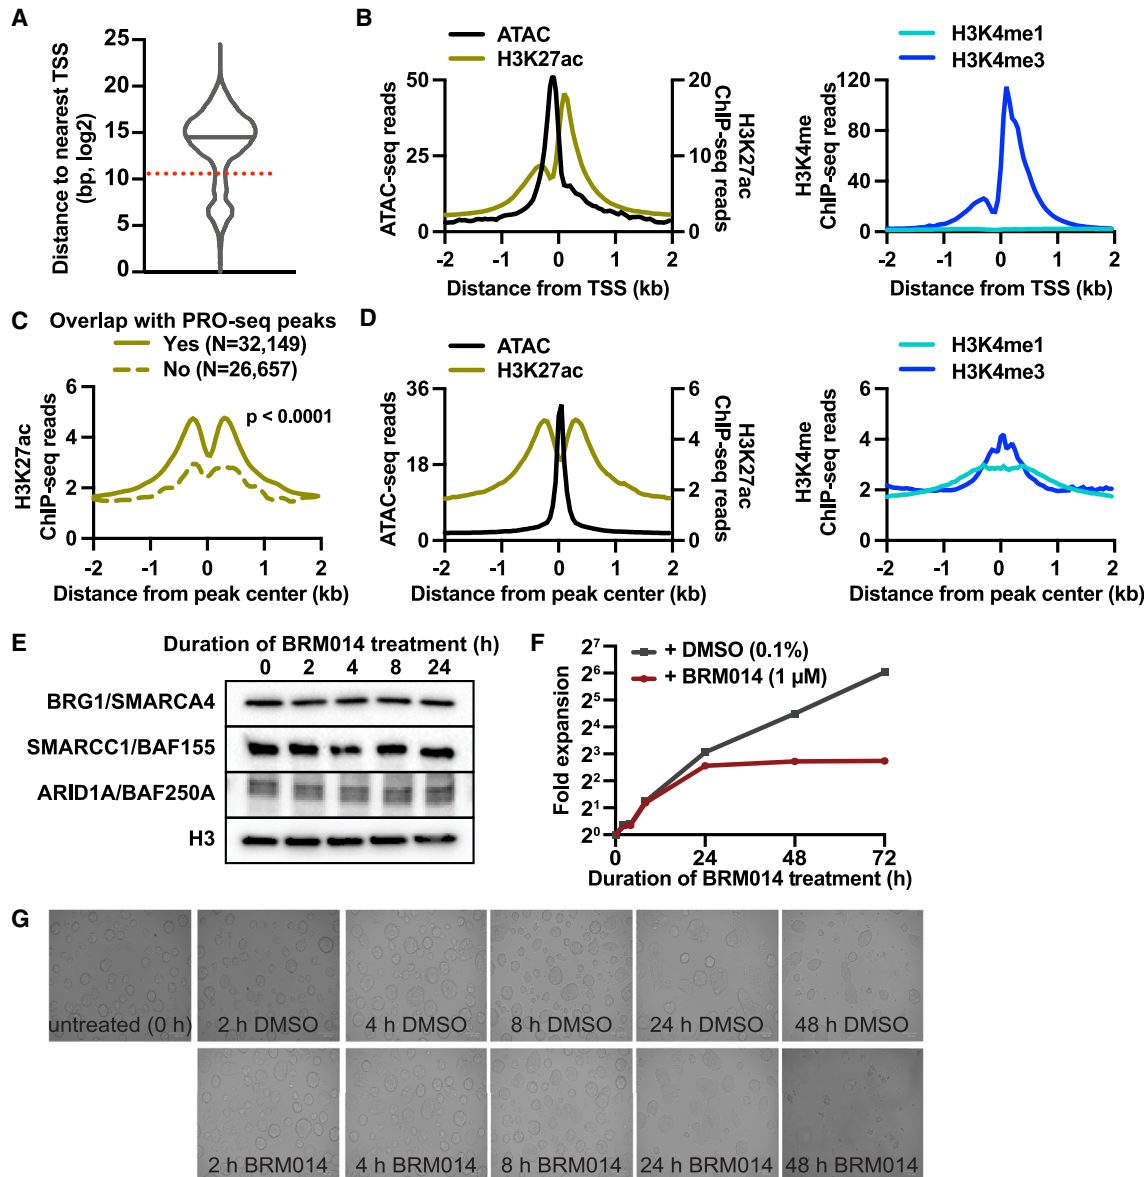 A
Distance to nearest TSS
(bp, log2)
25
20
15
10
5
0
B
ATAC
H3K27ac
ATAC-seq reads
50
25
0
20
10
0
H3K27ac
ChIP-seq reads
-2 -1 0 1 2
Distance from TSS (kb)
H3K4me1
H3K4me3
H3K4me
ChIP-seq reads
120
80
40
0
-2 -1 0 1 2
Distance from TSS (kb)
C
Overlap with PRO-seq peaks
Yes (N=32,149)
No (N=26,657)
p < 0.0001
H3K27ac
ChIP-seq reads
6
4
2
0
-2 -1 0 1 2
Distance from peak center (kb)
D
ATAC
H3K27ac
ATAC-seq reads
36
18
0
6
4
2
0
H3K27ac
ChIP-seq reads
-2 -1 0 1 2
Distance from peak center (kb)
H3K4me1
H3K4me3
H3K4me
ChIP-seq reads
6
4
2
0
-2 -1 0 1 2
Distance from peak center (kb)
E
Duration of BRM014 treatment (h)
0 2 4 8 24
BRG1/SMARCA4
SMARCC1/BAF155
ARID1A/BAF250A
H3
F
+ DMSO (0.1%)
+ BRM014 (1 µM)
Fold expansion
2⁷
2⁶
2⁵
2⁴
2³
2²
2¹
2⁰
0 24 48 72
Duration of BRM014 treatment (h)
G
untreated (0 h)
2 h DMSO
4 h DMSO
8 h DMSO
24 h DMSO
48 h DMSO
2 h BRM014
4 h BRM014
8 h BRM014
24 h BRM014
48 h BRM014